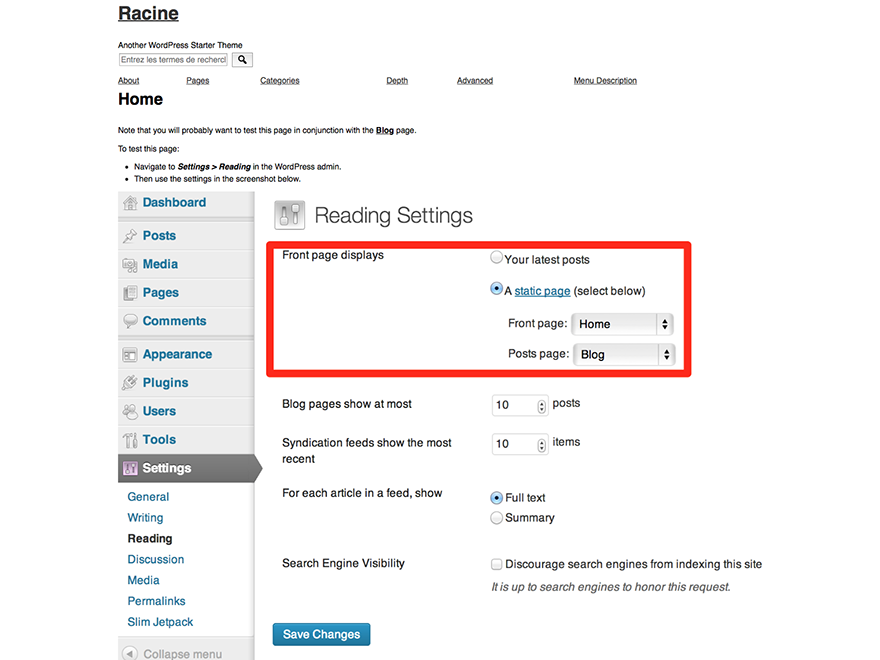 Racine
Another WordPress Starter Theme
Entrez les termes de rechercl
About Pages Categories Depth Advanced Menu Description
Home
Note that you will probably want to test this page in conjunction with the Blog page.
To test this page:
• Navigate to Settings > Reading in the WordPress admin.
• Then use the settings in the screenshot below.
Dashboard
Posts
Media
Pages
Comments
Appearance
Plugins
Users
Tools
Settings
General
Writing
Reading
Discussion
Media
Permalinks
Slim Jetpack
Collapse menu
Reading Settings
Front page displays
Your latest posts
A static page (select below)
Front page: Home
Posts page: Blog
Blog pages show at most 10 posts
Syndication feeds show the most 10 items
recent
For each article in a feed, show
Full text
Summary
Search Engine Visibility
Discourage search engines from indexing this site
It is up to search engines to honor this request.
Save Changes